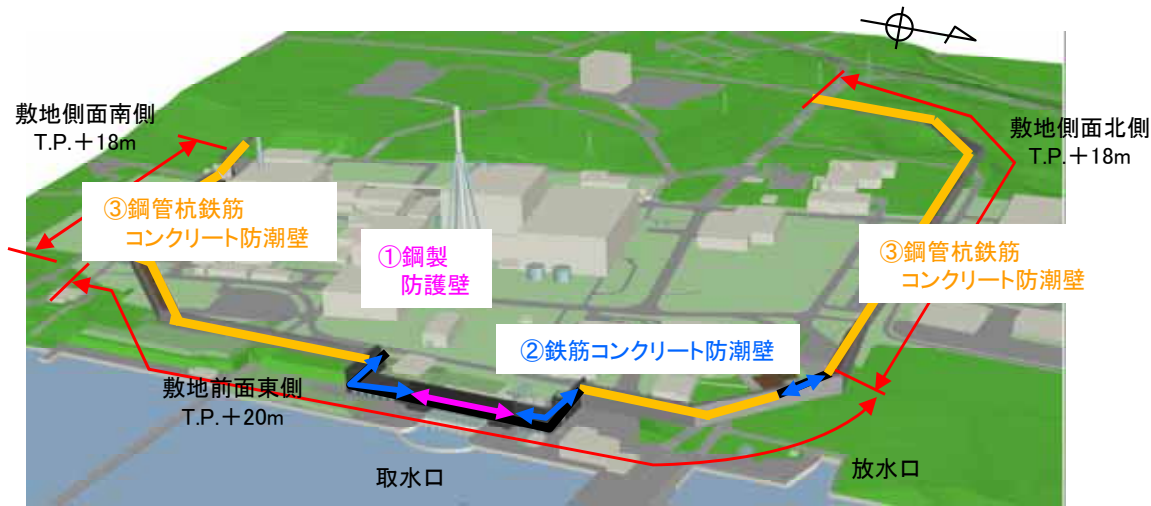 敷地側面南側
T.P.+18m
敷地側面北側
T.P.+18m
③鋼管杭鉄筋
コンクリート防潮壁
①鋼製
防護壁
③鋼管杭鉄筋
コンクリート防潮壁
②鉄筋コンクリート防潮壁
敷地前面東側
T.P.+20m
取水口
放水口